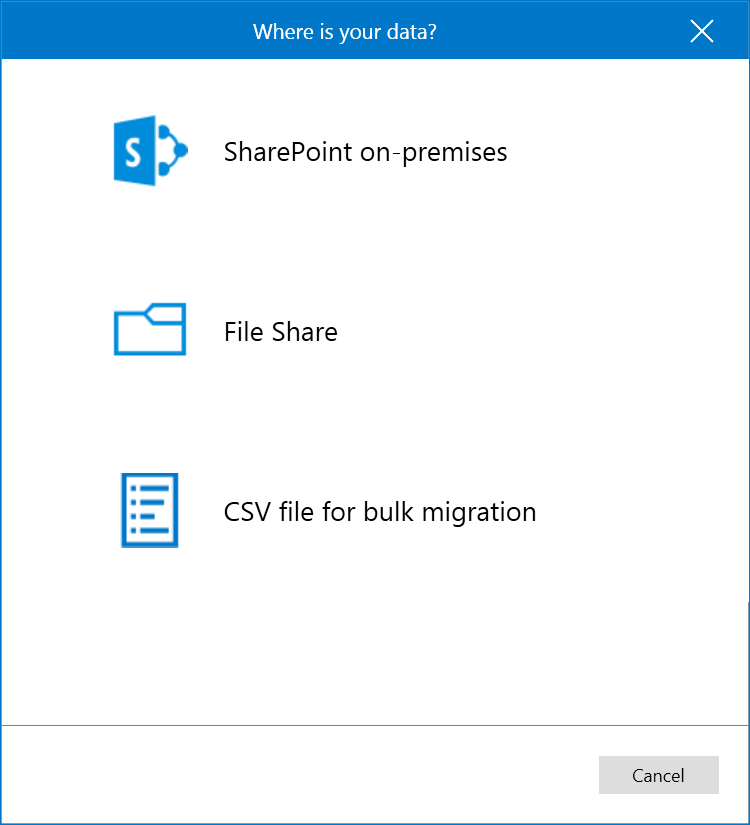 Where is your data?
S
SharePoint on-premises
File Share
CSV file for bulk migration
Cancel